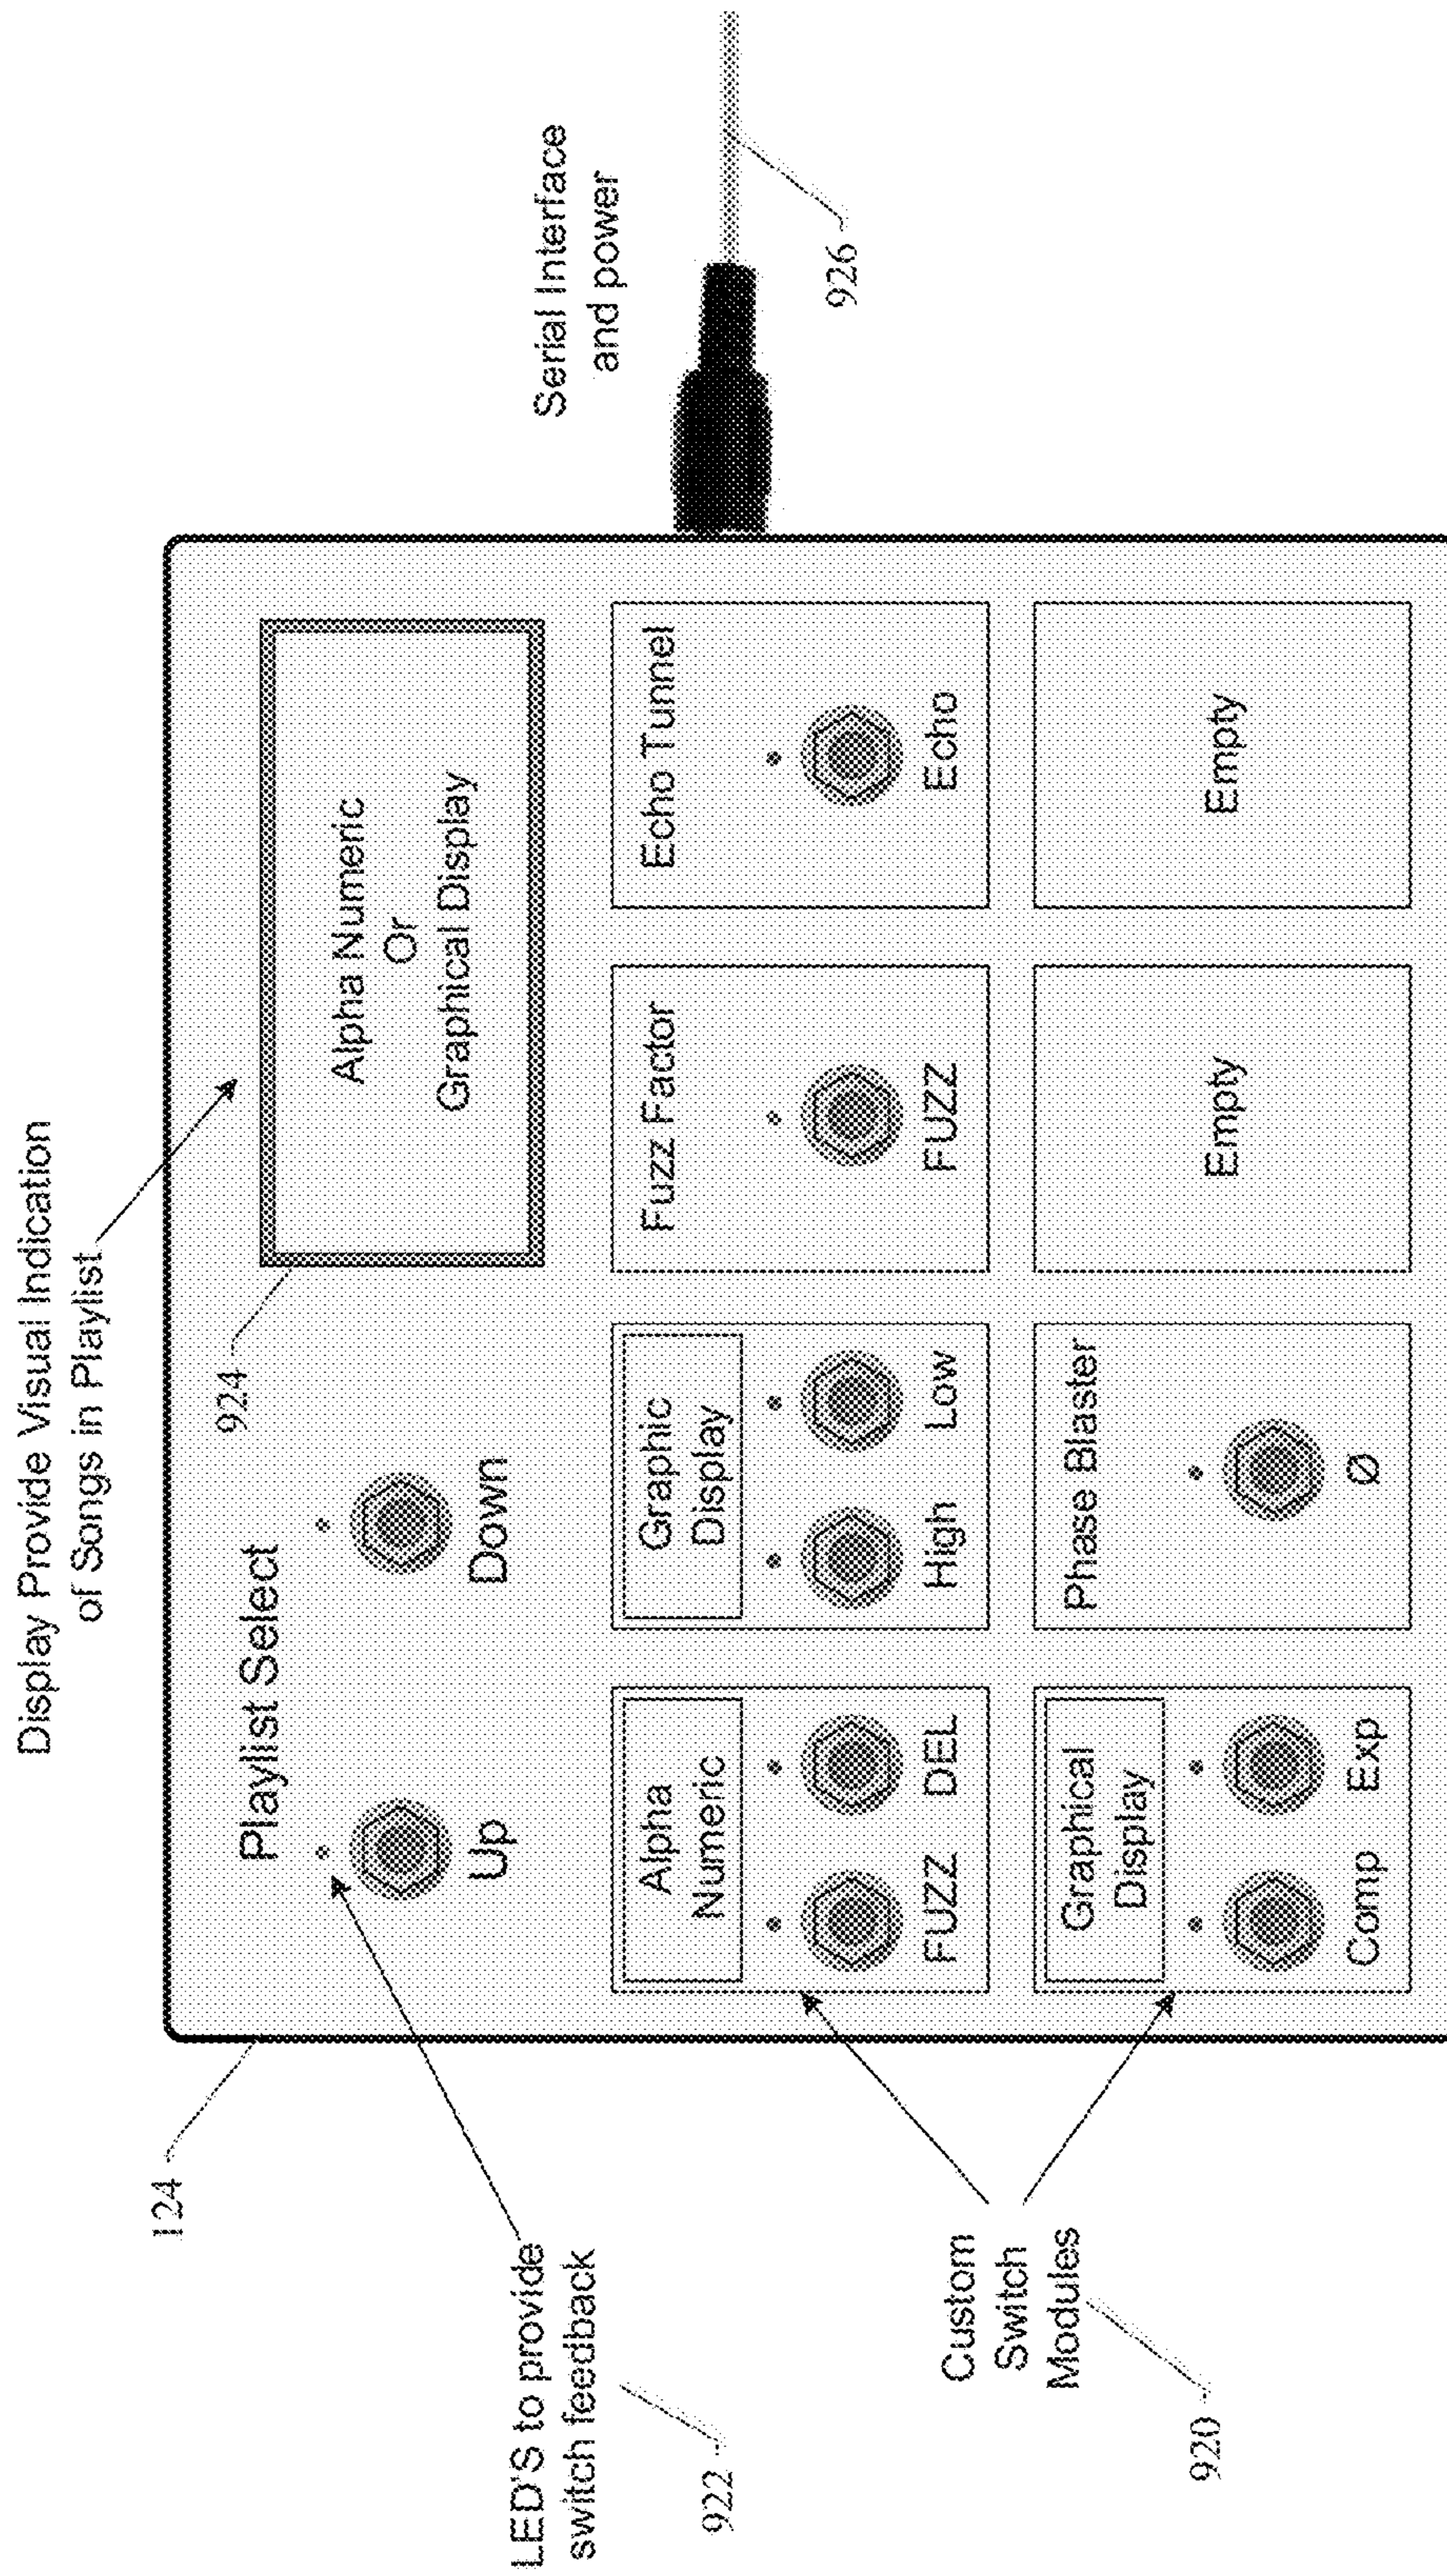 Display Provide Visual Indication
of Songs in Playlist
124
924
Playlist Select
Up
Down
Alpha Numeric
Or
Graphical Display
LED'S to provide
switch feedback
922
Serial Interface
and power
926
Alpha
Numeric
FUZZ
DEL
Graphic
Display
High
Low
Fuzz Factor
FUZZ
Echo Tunnel
Echo
Custom
Switch
Modules
920
Graphical
Display
Comp
Exp
Phase Blaster
Ø
Empty
Empty